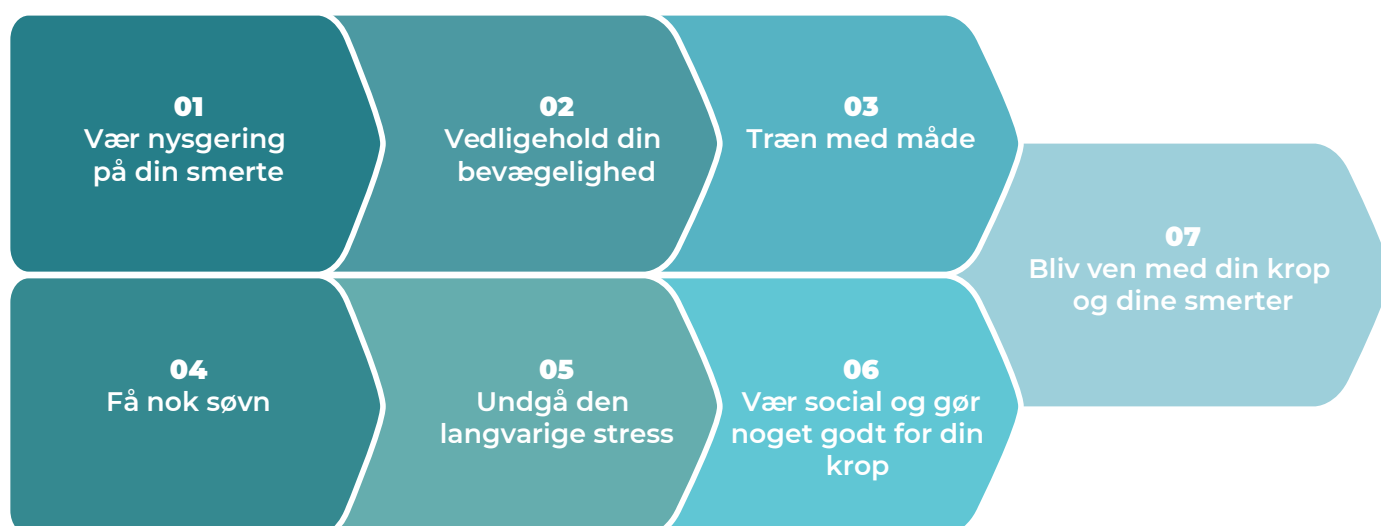 01
Vær nysgering
på din smerte
02
Vedligehold din
bevægelighed
03
Træn med måde
04
Få nok søvn
05
Undgå den
langvarige stress
06
Vær social og gør
noget godt for din
krop
07
Bliv ven med din krop
og dine smerter